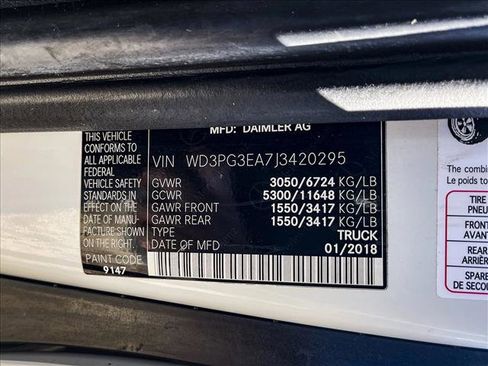 MFD: DAIMLER AG
THIS VEHICLE
CONFORMS TO
ALL APPLICABLE
FEDERAL
VEHICLE/SAFETY
STANDARDS IN
EFFECT ON THE
DATE OF MANU-
FACTURE SHOWN
ON THE RIGHT.
PAINT CODE
9147
VIN WD3PG3EA7J3420295
GVWR 3050/6724 KG/LB
GCWR 5300/11648 KG/LB
GAWR FRONT 1550/3417 KG/LB
GAWR REAR 1550/3417 KG/LB
TYPE TRUCK
DATE OF MFD 01/2018
The combined
Le poids to
TIRE
PNEU
FRONT
AVANT
REAR
ARRIÈRE
SPARE
DE SECOU